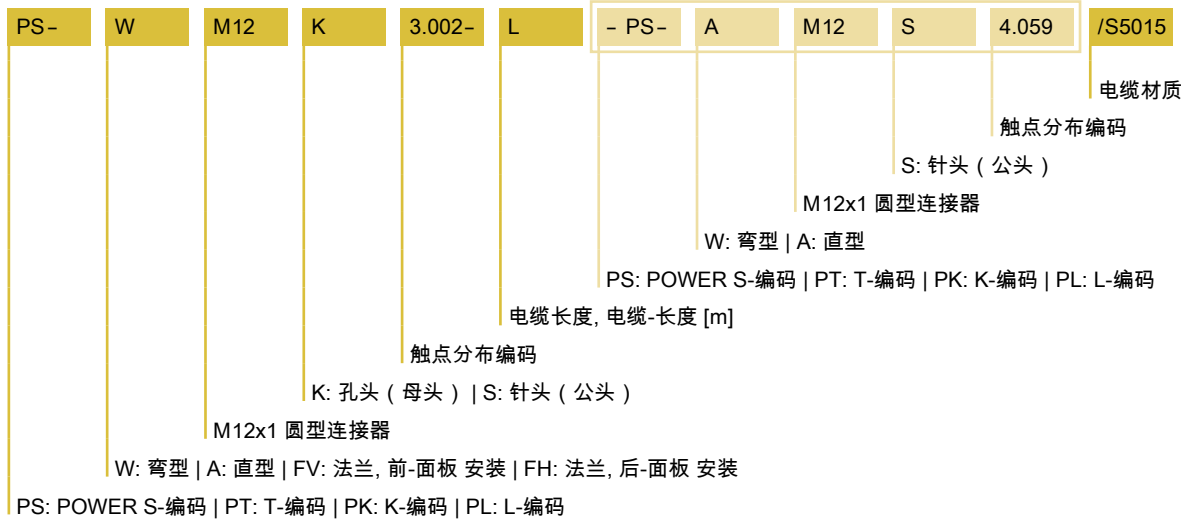 PS– W M12 K 3.002– L – PS– A M12 S 4.059 /S5015
电缆材质
触点分布编码
S: 针头（公头）
M12x1 圆型连接器
W: 弯型 | A: 直型
PS: POWER S-编码 | PT: T-编码 | PK: K-编码 | PL: L-编码
电缆长度, 电缆-长度 [m]
触点分布编码
K: 孔头（母头） | S: 针头（公头）
M12x1 圆型连接器
W: 弯型 | A: 直型 | FV: 法兰, 前-面板 安装 | FH: 法兰, 后-面板 安装
PS: POWER S-编码 | PT: T-编码 | PK: K-编码 | PL: L-编码